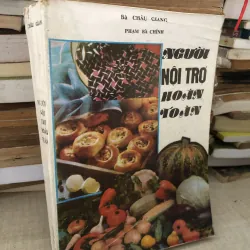 BÀ CHÂU GIANG
PHẠM BÁ CHÍNH
NGƯỜI
NỘI TRỢ
HOÀN
TOÀN